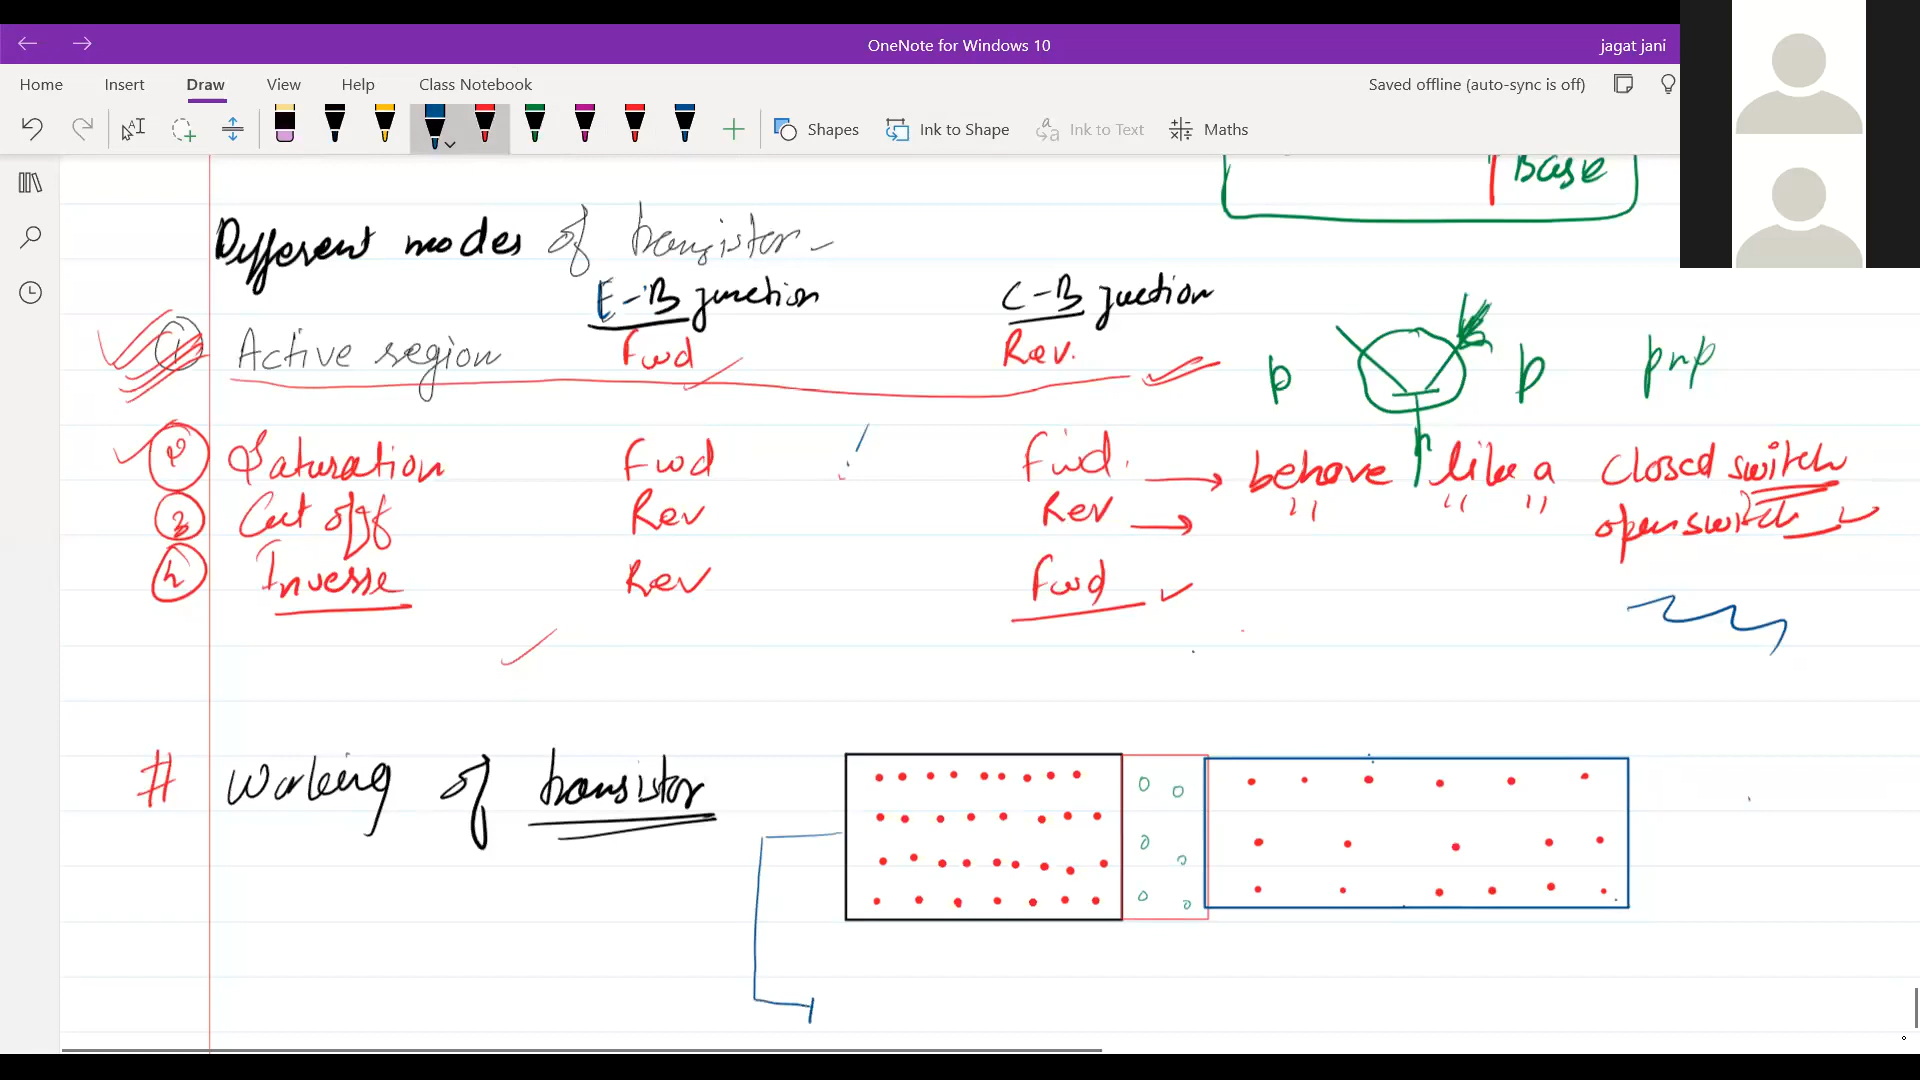 OneNote for Windows 10
jagat jani
Home Insert Draw View Help Class Notebook
Saved offline (auto-sync is off)
Shapes Ink to Shape Ink to Text Maths
Base
Different modes of transistor-
E-B junction C-B juction
(1) Active region Fwd Rev.
p p pnp
n
(2) Saturation Fwd Fwd. → behave like a closed switch
(3) Cut off Rev Rev → " " " open switch
(4) Inverse Rev Fwd
# Working of transistor